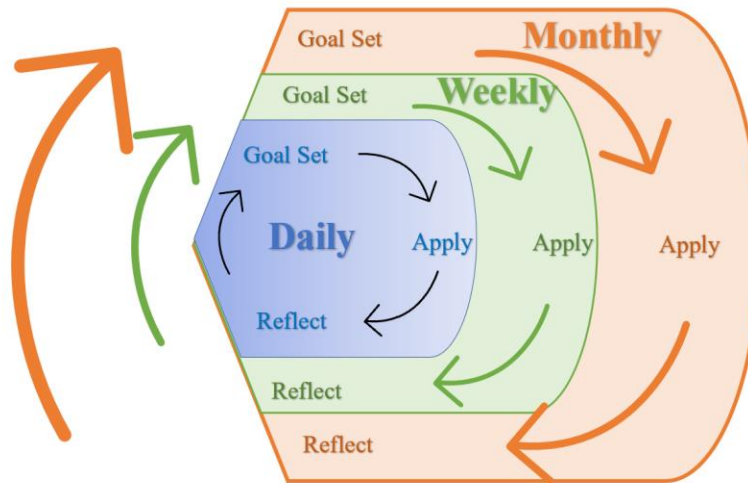 Goal Set
Monthly
Goal Set
Weekly
Goal Set
Daily
Apply
Apply
Apply
Reflect
Reflect
Reflect